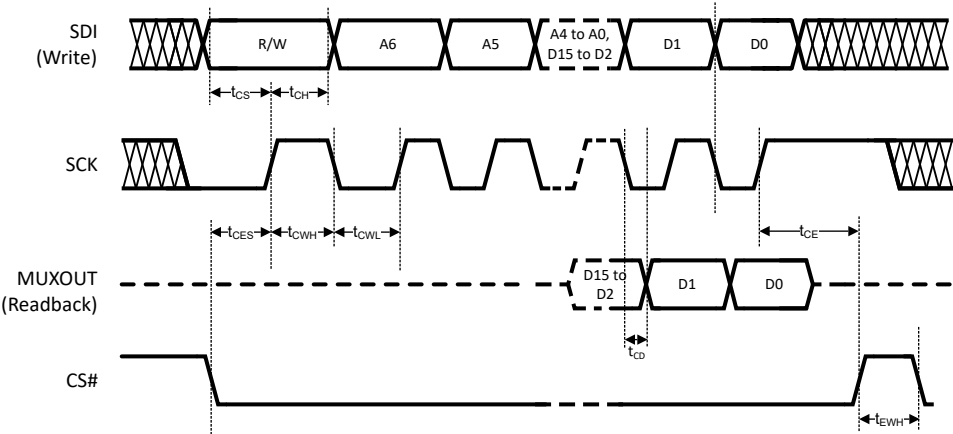 SDI
(Write)
R/W
A6
A5
A4 to A0,
D15 to D2
D1
D0
tCS
tCH
SCK
tCES
tCWH
tCWL
tCE
MUXOUT
(Readback)
D15 to
D2
D1
D0
tCD
CS#
tEWH